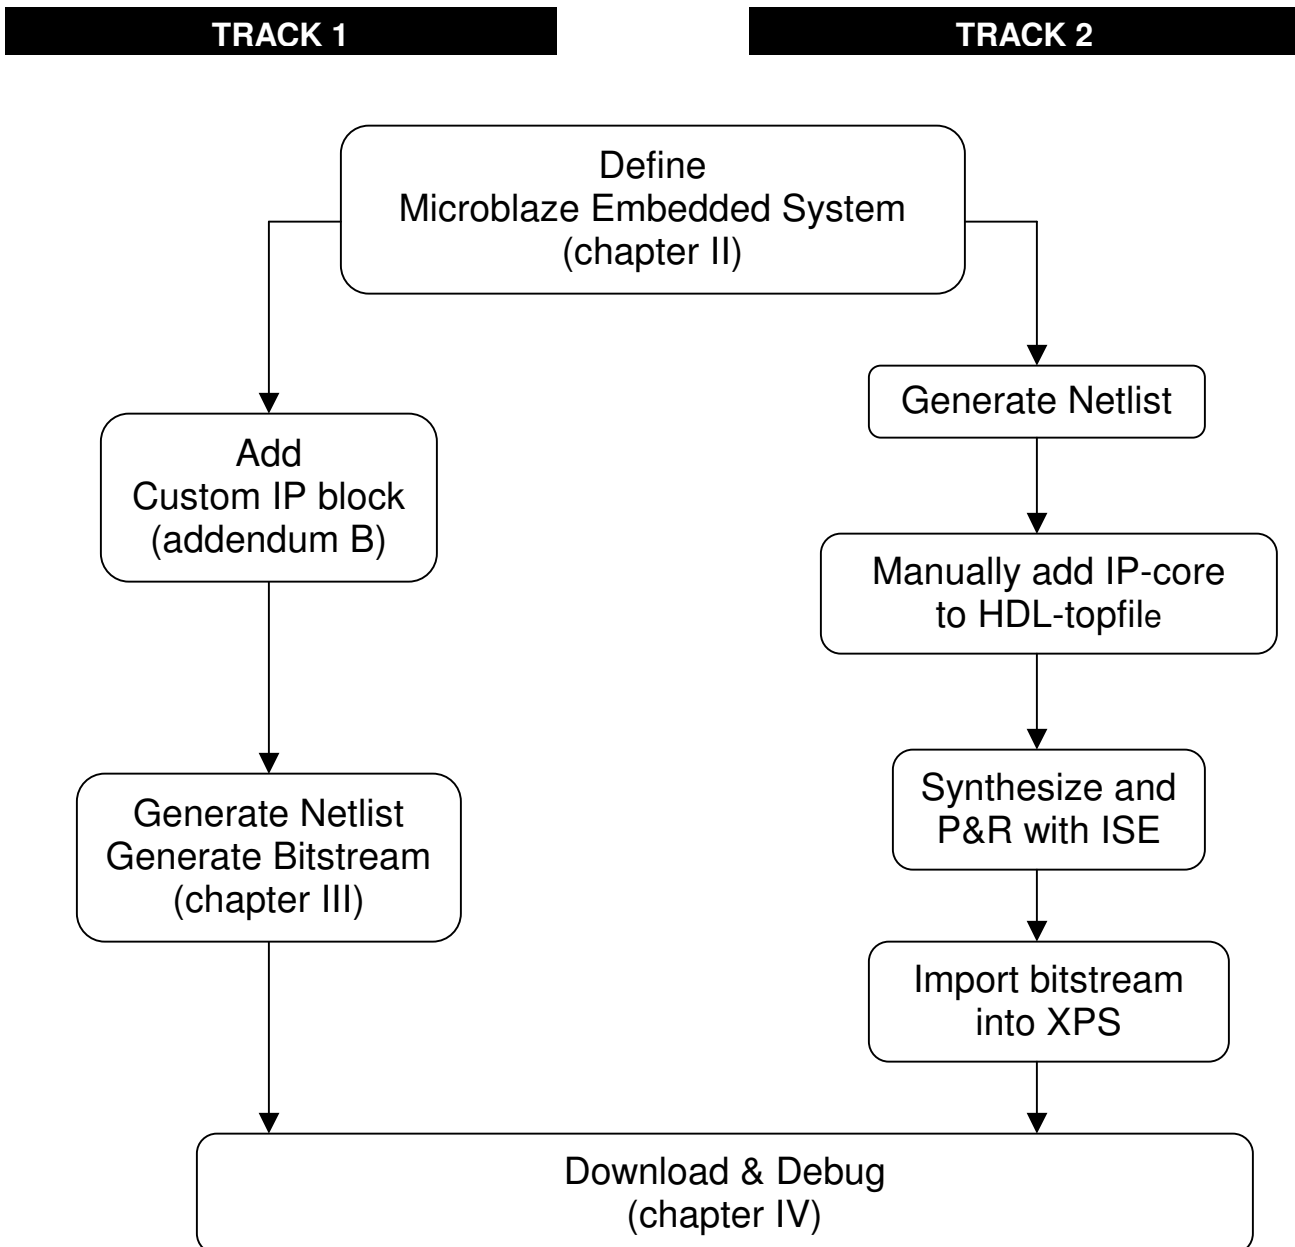 TRACK 1
TRACK 2
Define
Microblaze Embedded System
(chapter II)
Add
Custom IP block
(addendum B)
Generate Netlist
Generate Bitstream
(chapter III)
Generate Netlist
Manually add IP-core
to HDL-topfile
Synthesize and
P&R with ISE
Import bitstream
into XPS
Download & Debug
(chapter IV)